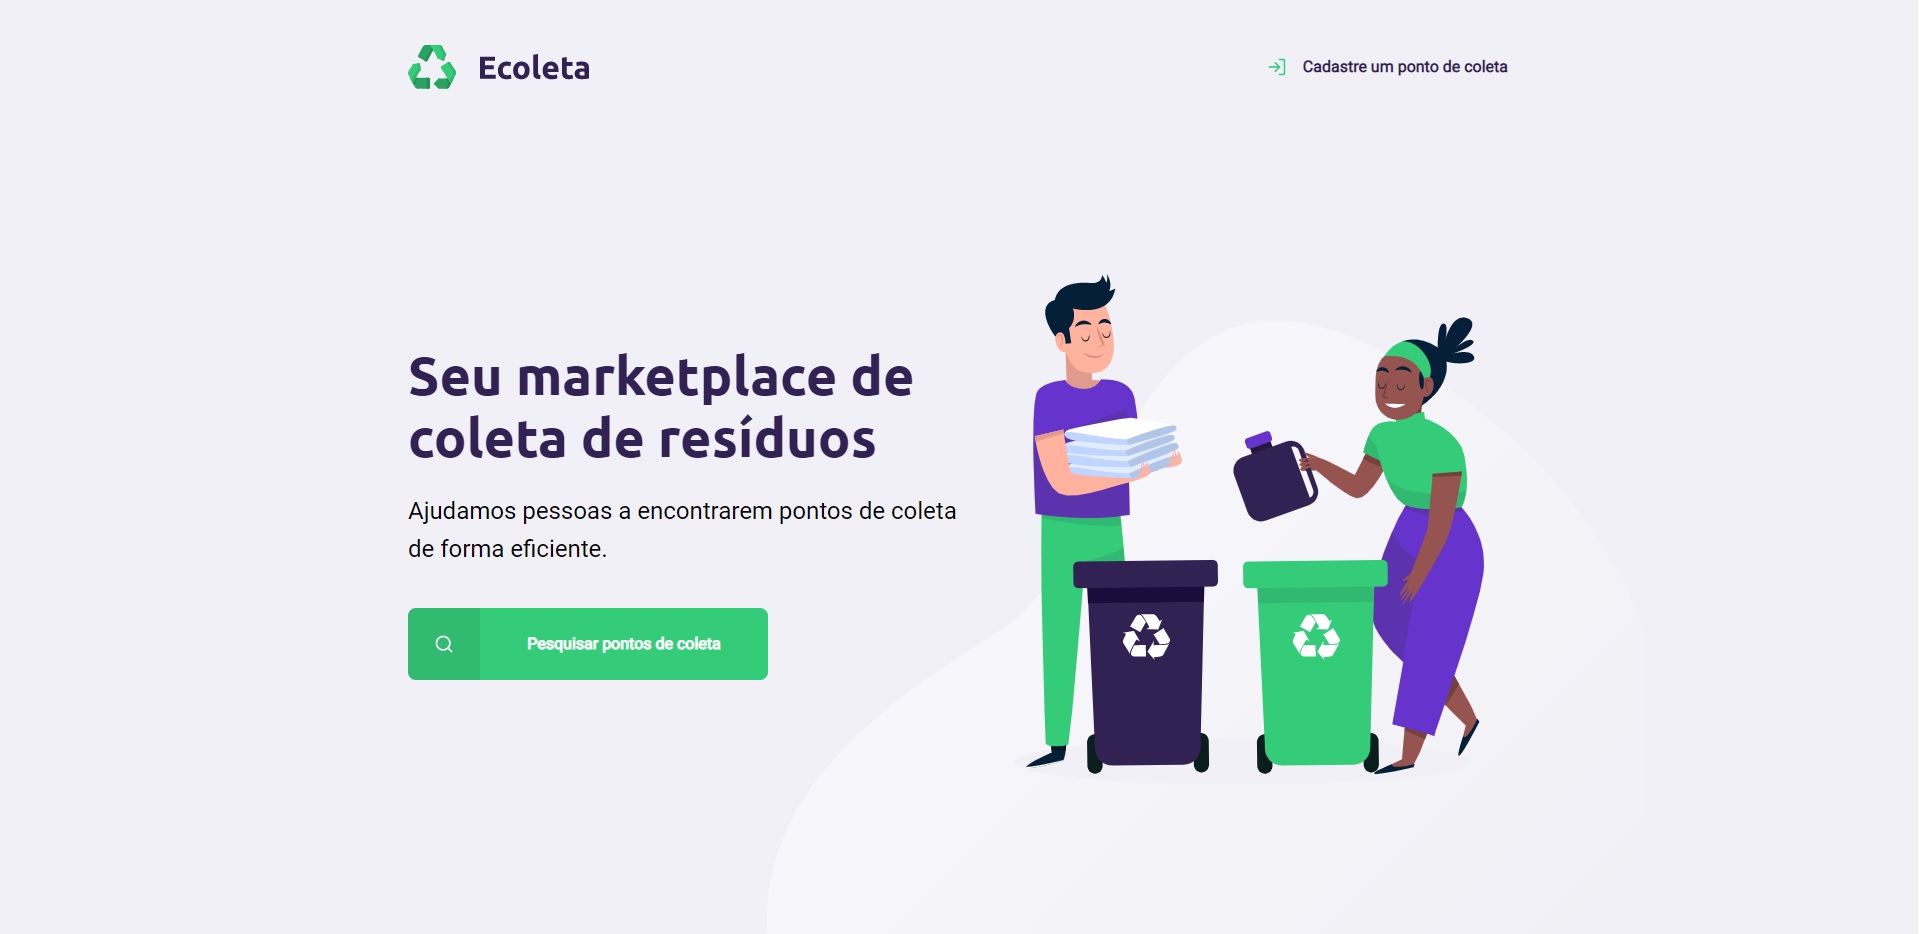 Ecoleta
Cadastre um ponto de coleta
Seu marketplace de
coleta de resíduos
Ajudamos pessoas a encontrarem pontos de coleta
de forma eficiente.
Pesquisar pontos de coleta